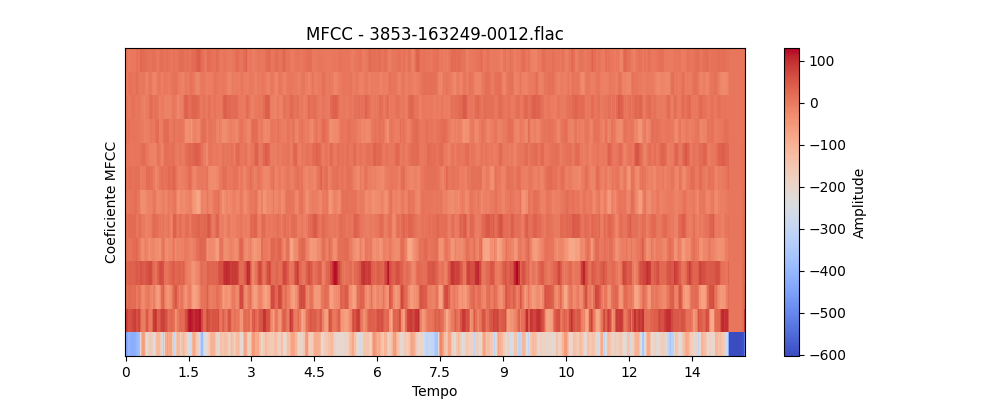 MFCC - 3853-163249-0012.flac
Coeficiente MFCC
0 1.5 3 4.5 6 7.5 9 10 12 14
Tempo
100
0
−100
−200
−300
−400
−500
−600
Amplitude